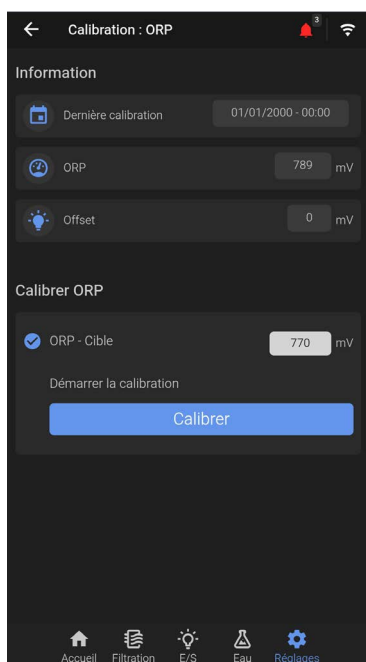 Calibration : ORP
3
Information
Dernière calibration 01/01/2000 - 00:00
ORP 789 mV
Offset 0 mV
Calibrer ORP
ORP - Cible 770 mV
Démarrer la calibration
Calibrer
Accueil Filtration E/S Eau Réglages